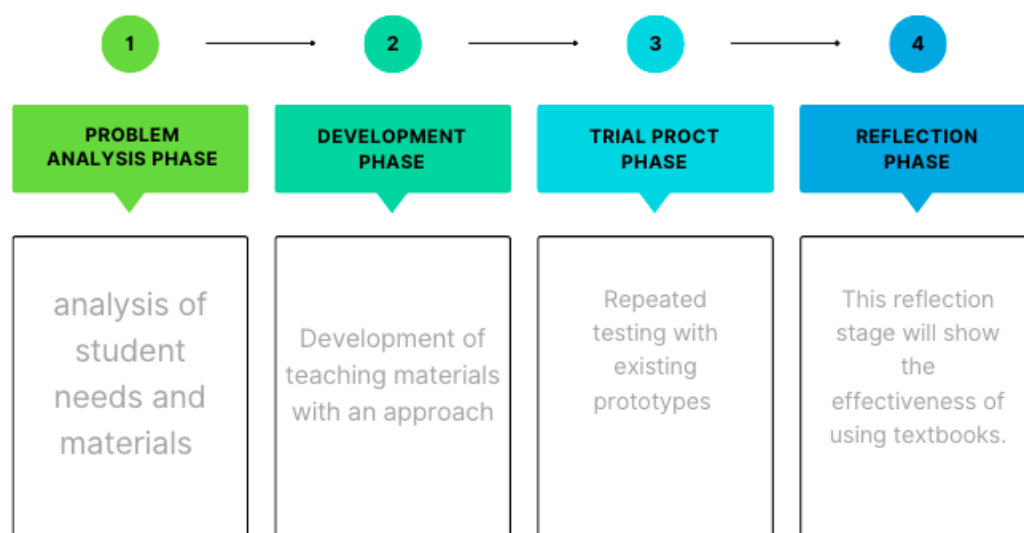 1
2
3
4
PROBLEM
ANALYSIS PHASE
DEVELOPMENT
PHASE
TRIAL PROCT
PHASE
REFLECTION
PHASE
analysis of
student
needs and
materials
Development of
teaching materials
with an approach
Repeated
testing with
existing
prototypes
This reflection
stage will show
the
effectiveness of
using textbooks.